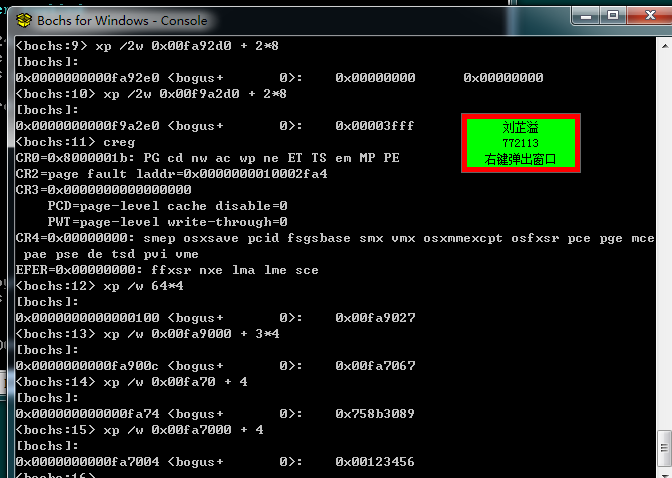 Bochs for Windows - Console
<bochs:9> xp /2w 0x00fa92d0 + 2*8
[bochs]:
0x0000000000fa92e0 <bogus+       0>:    0x00000000      0x00000000
<bochs:10> xp /2w 0x00f9a2d0 + 2*8
[bochs]:
0x0000000000f9a2e0 <bogus+       0>:    0x00003fff
<bochs:11> creg
CR0=0x8000001b: PG cd nw ac wp ne ET TS em MP PE
CR2=page fault laddr=0x0000000010002fa4
CR3=0x0000000000000000
    PCD=page-level cache disable=0
    PWT=page-level write-through=0
CR4=0x00000000: smep osxsave pcid fsgsbase smx vmx osxmmexcpt osfxsr pce pge mce
 pae pse de tsd pvi vme
EFER=0x00000000: ffxsr nxe lma lme sce
<bochs:12> xp /w 64*4
[bochs]:
0x0000000000000100 <bogus+       0>:    0x00fa9027
<bochs:13> xp /w 0x00fa9000 + 3*4
[bochs]:
0x0000000000fa900c <bogus+       0>:    0x00fa7067
<bochs:14> xp /w 0x00fa70 + 4
[bochs]:
0x000000000000fa74 <bogus+       0>:    0x758b3089
<bochs:15> xp /w 0x00fa7000 + 4
[bochs]:
0x0000000000fa7004 <bogus+       0>:    0x00123456
刘芷溢
772113
右键弹出窗口